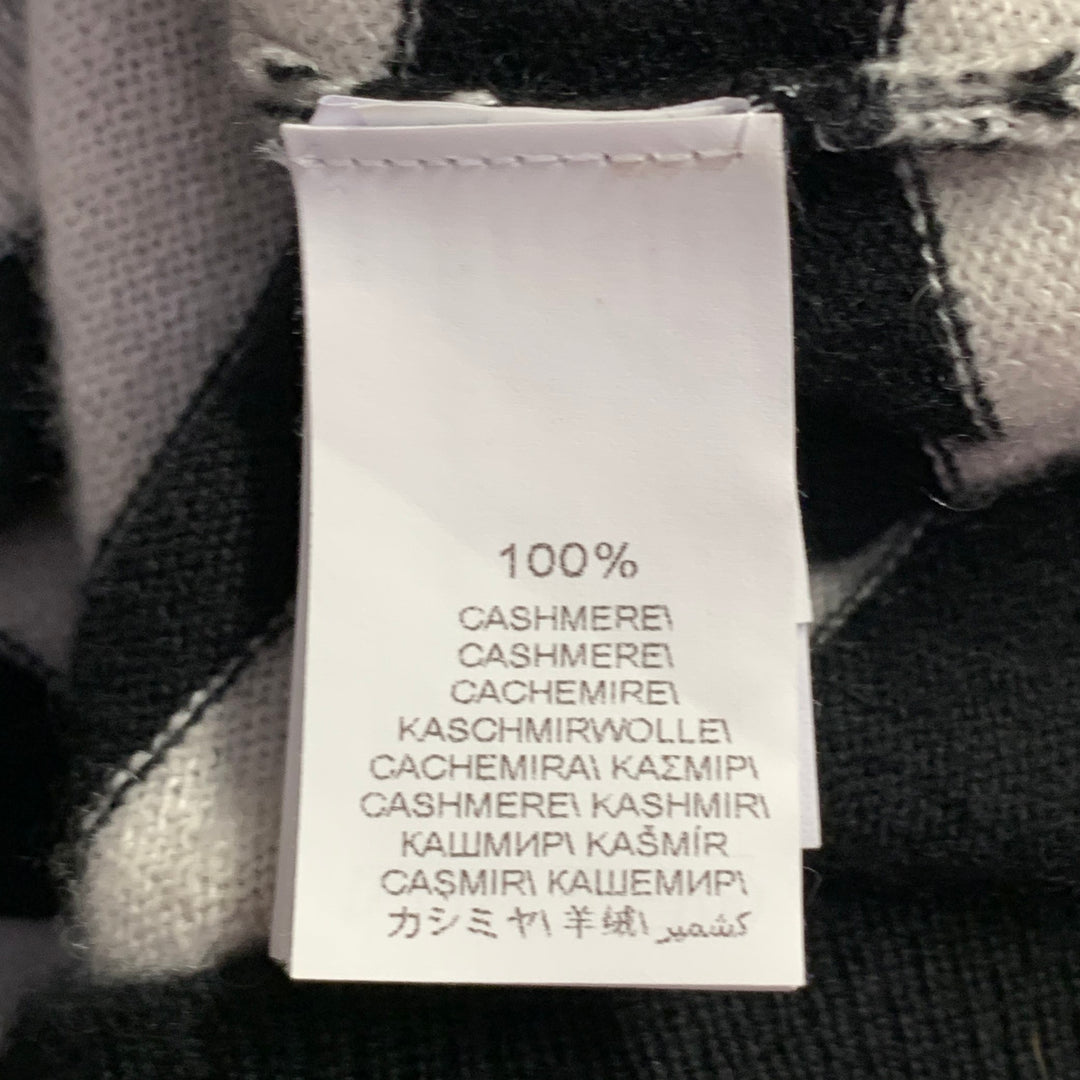 100%
CASHMERE\
CASHMERE\
CACHEMIRE\
KASCHMIRWOLLE\
CACHEMIRA\ ΚΑΣΜΙΡ\
CASHMERE\ KASHMIR\
КАШМИР\ KAŠMÍR
CAŞMIR\ КАШЕМИР\
カシミヤ\ 羊绒\ كشمير